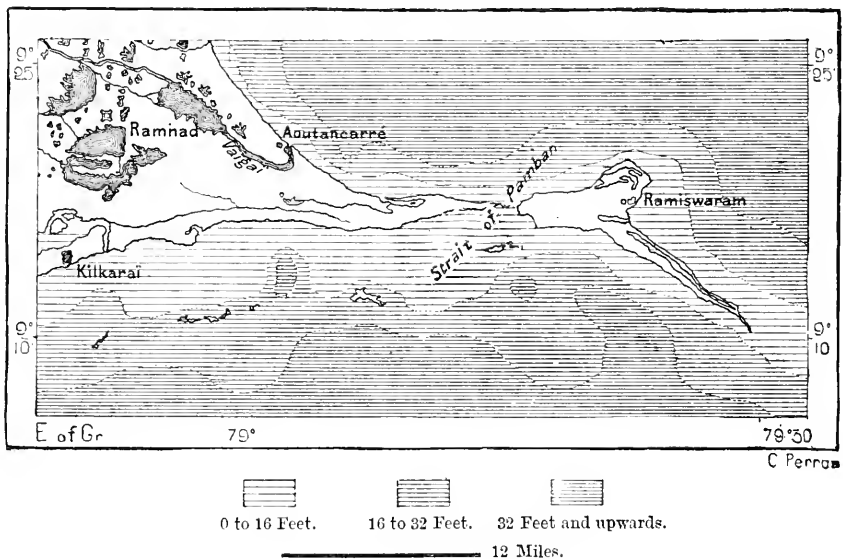 9° 25
9° 25
Ramnad
Aoutancarré
Vaigai
Strait of Pamban
Ramiswaram
Kilkaraï
9° 10
9° 10
E of Gr
79°
79°30
C Perron
0 to 16 Feet.
16 to 32 Feet.
32 Feet and upwards.
12 Miles.